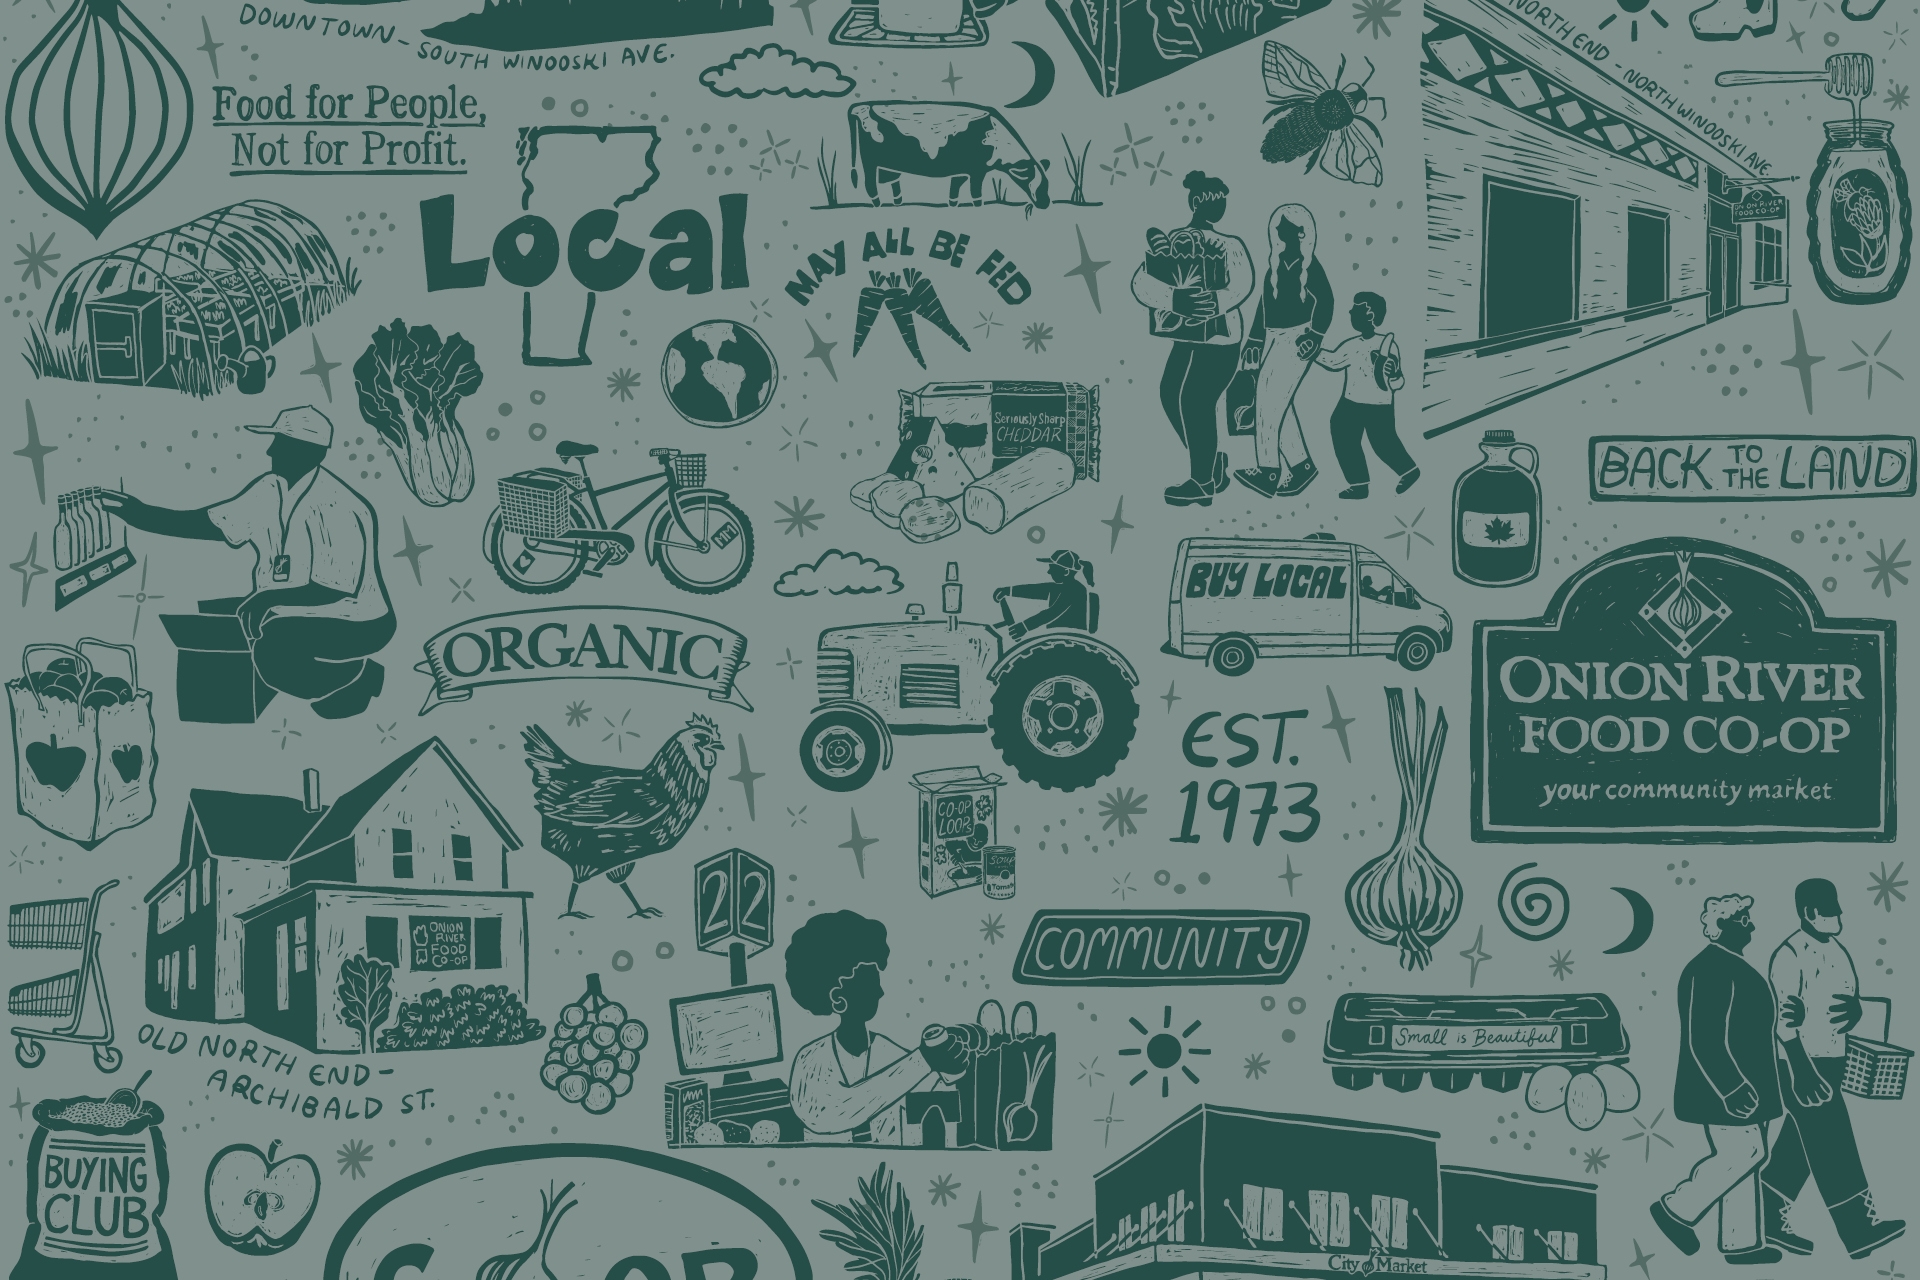 DOWNTOWN-
SOUTH WINOOSKI AVE.
Food for People,
Not for Profit.
Local
MAY ALL BE FED
NORTH END - NORTH WINOOSKI AVE.
ONION RIVER
FOOD CO-OP
Seriously Sharp
CHEDDAR
BACK TO THE LAND
MM
BUY LOCAL
ORGANIC
ONION RIVER
FOOD CO-OP
your community market
EST.
1973
CO-OP
LOOPS
SOUP
Tomato
22
ONION
RIVER
FOOD
CO-OP
COMMUNITY
OLD NORTH END-
ARCHIBALD ST.
Small is Beautiful
BUYING
CLUB
CO-OP
City Market